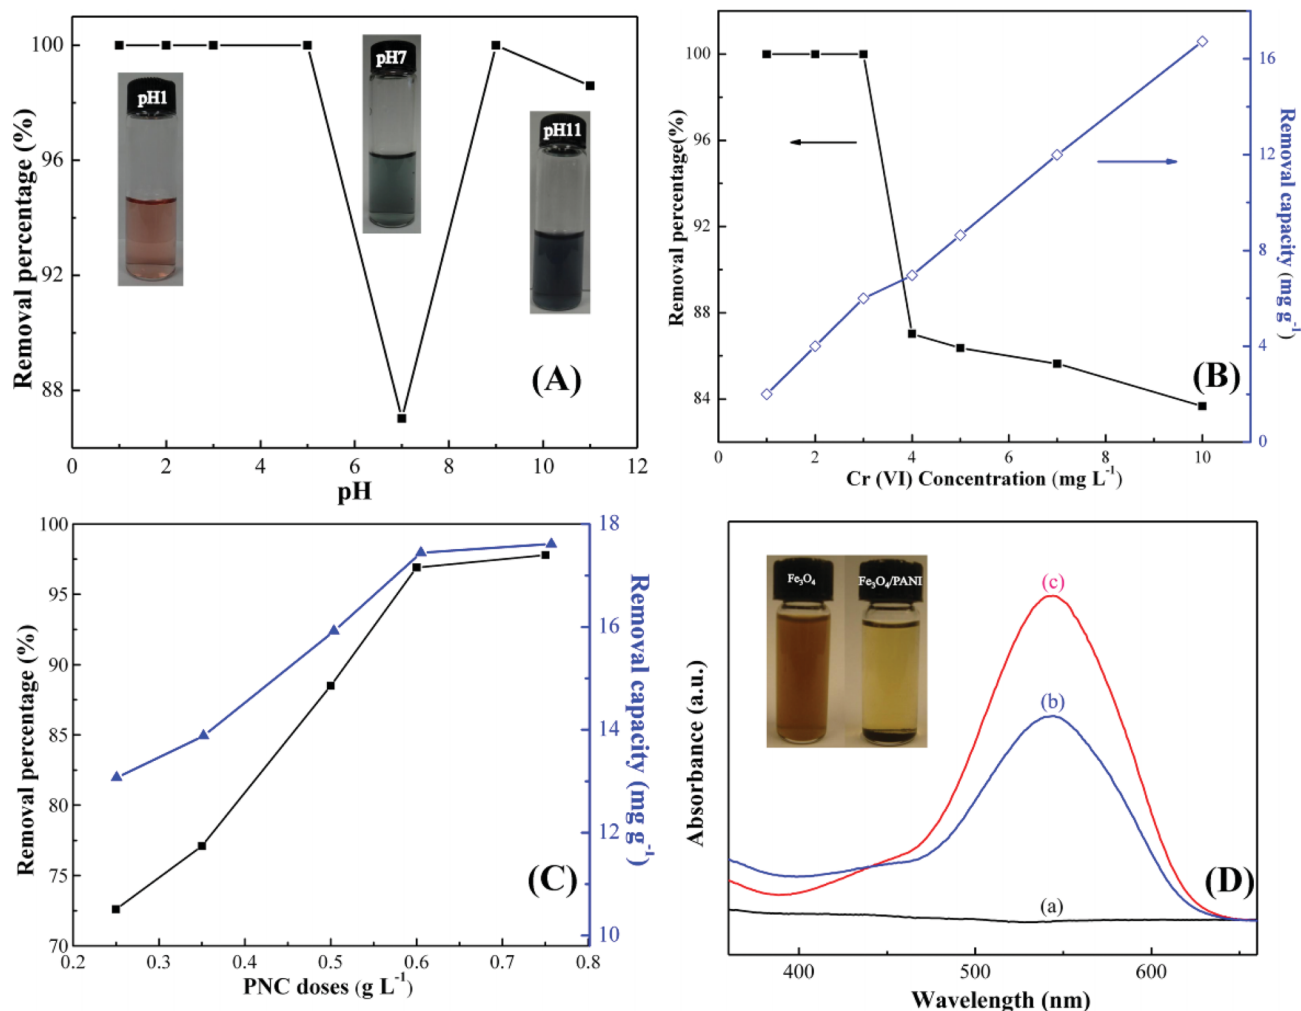 100
96
92
88
Removal percentage (%)
pH1
pH7
pH11
(A)
0 2 4 6 8 10 12
pH
100
96
92
88
84
Removal percentage(%)
16
12
8
4
0
Removal capacity (mg g-1)
(B)
0 2 4 6 8 10
Cr (VI) Concentration (mg L-1)
100
95
90
85
80
75
70
Removal percentage (%)
18
16
14
12
10
Removal capacity (mg g-1)
(C)
0.2 0.3 0.4 0.5 0.6 0.7 0.8
PNC doses (g L-1)
Absorbance (a.u.)
Fe3O4
Fe3O4/PANI
(c)
(b)
(a)
(D)
400 500 600
Wavelength (nm)